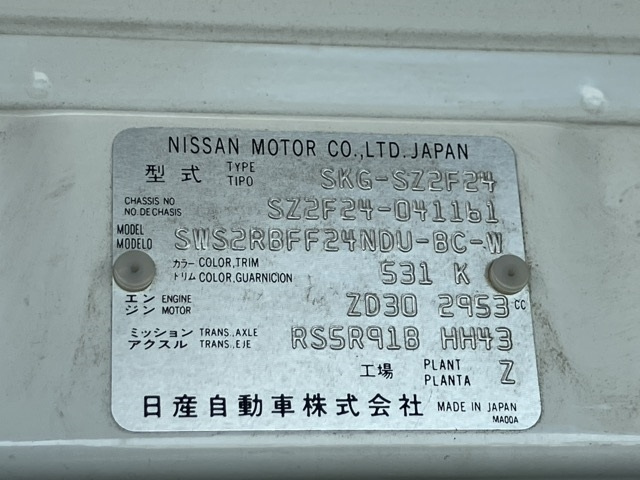 NISSAN MOTOR CO.,LTD. JAPAN
型式 TYPE TIPO SKG-SZ2F24
CHASSIS NO NO. DE CHASIS SZ2F24-041161
MODEL MODELO SWS2RBFF24NDU-BC-W
カラー COLOR, TRIM
トリム COLOR, GUARNICION 531 K
エンジン ENGINE MOTOR ZD30 2953 CC
ミッション TRANS., AXLE
アクスル TRANS., EJE RS5R91B HH43
工場 PLANT PLANTA Z
日産自動車株式会社 MADE IN JAPAN
MA00A